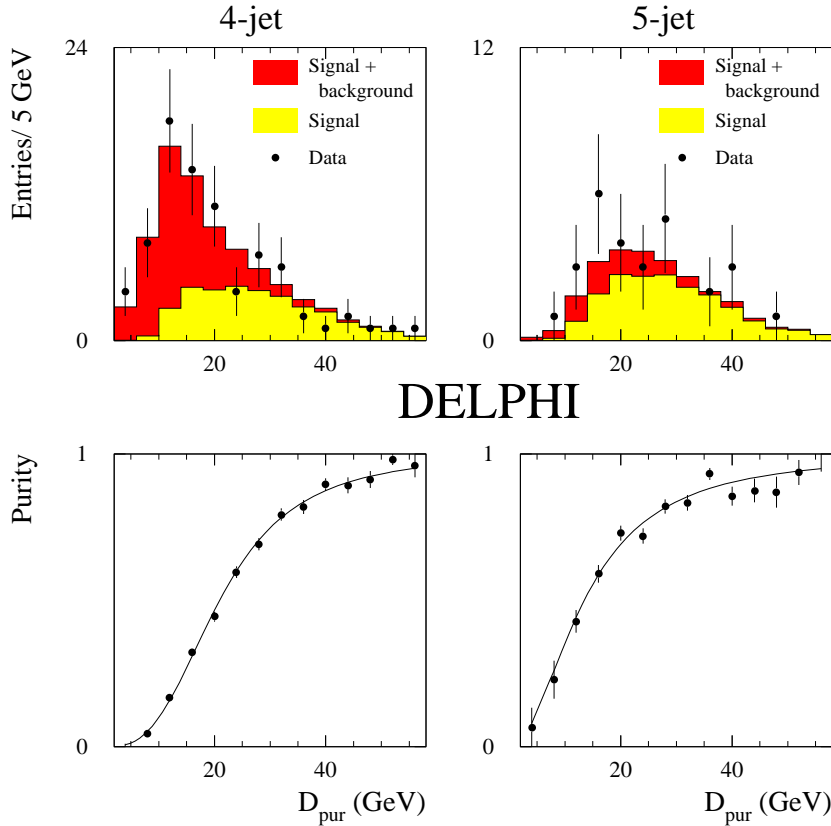 4-jet
5-jet
24
12
Entries/ 5 GeV
Signal +
background
Signal
Data
Signal +
background
Signal
Data
0
0
20
40
20
40
DELPHI
1
1
Purity
0
0
20
40
20
40
D_pur (GeV)
D_pur (GeV)